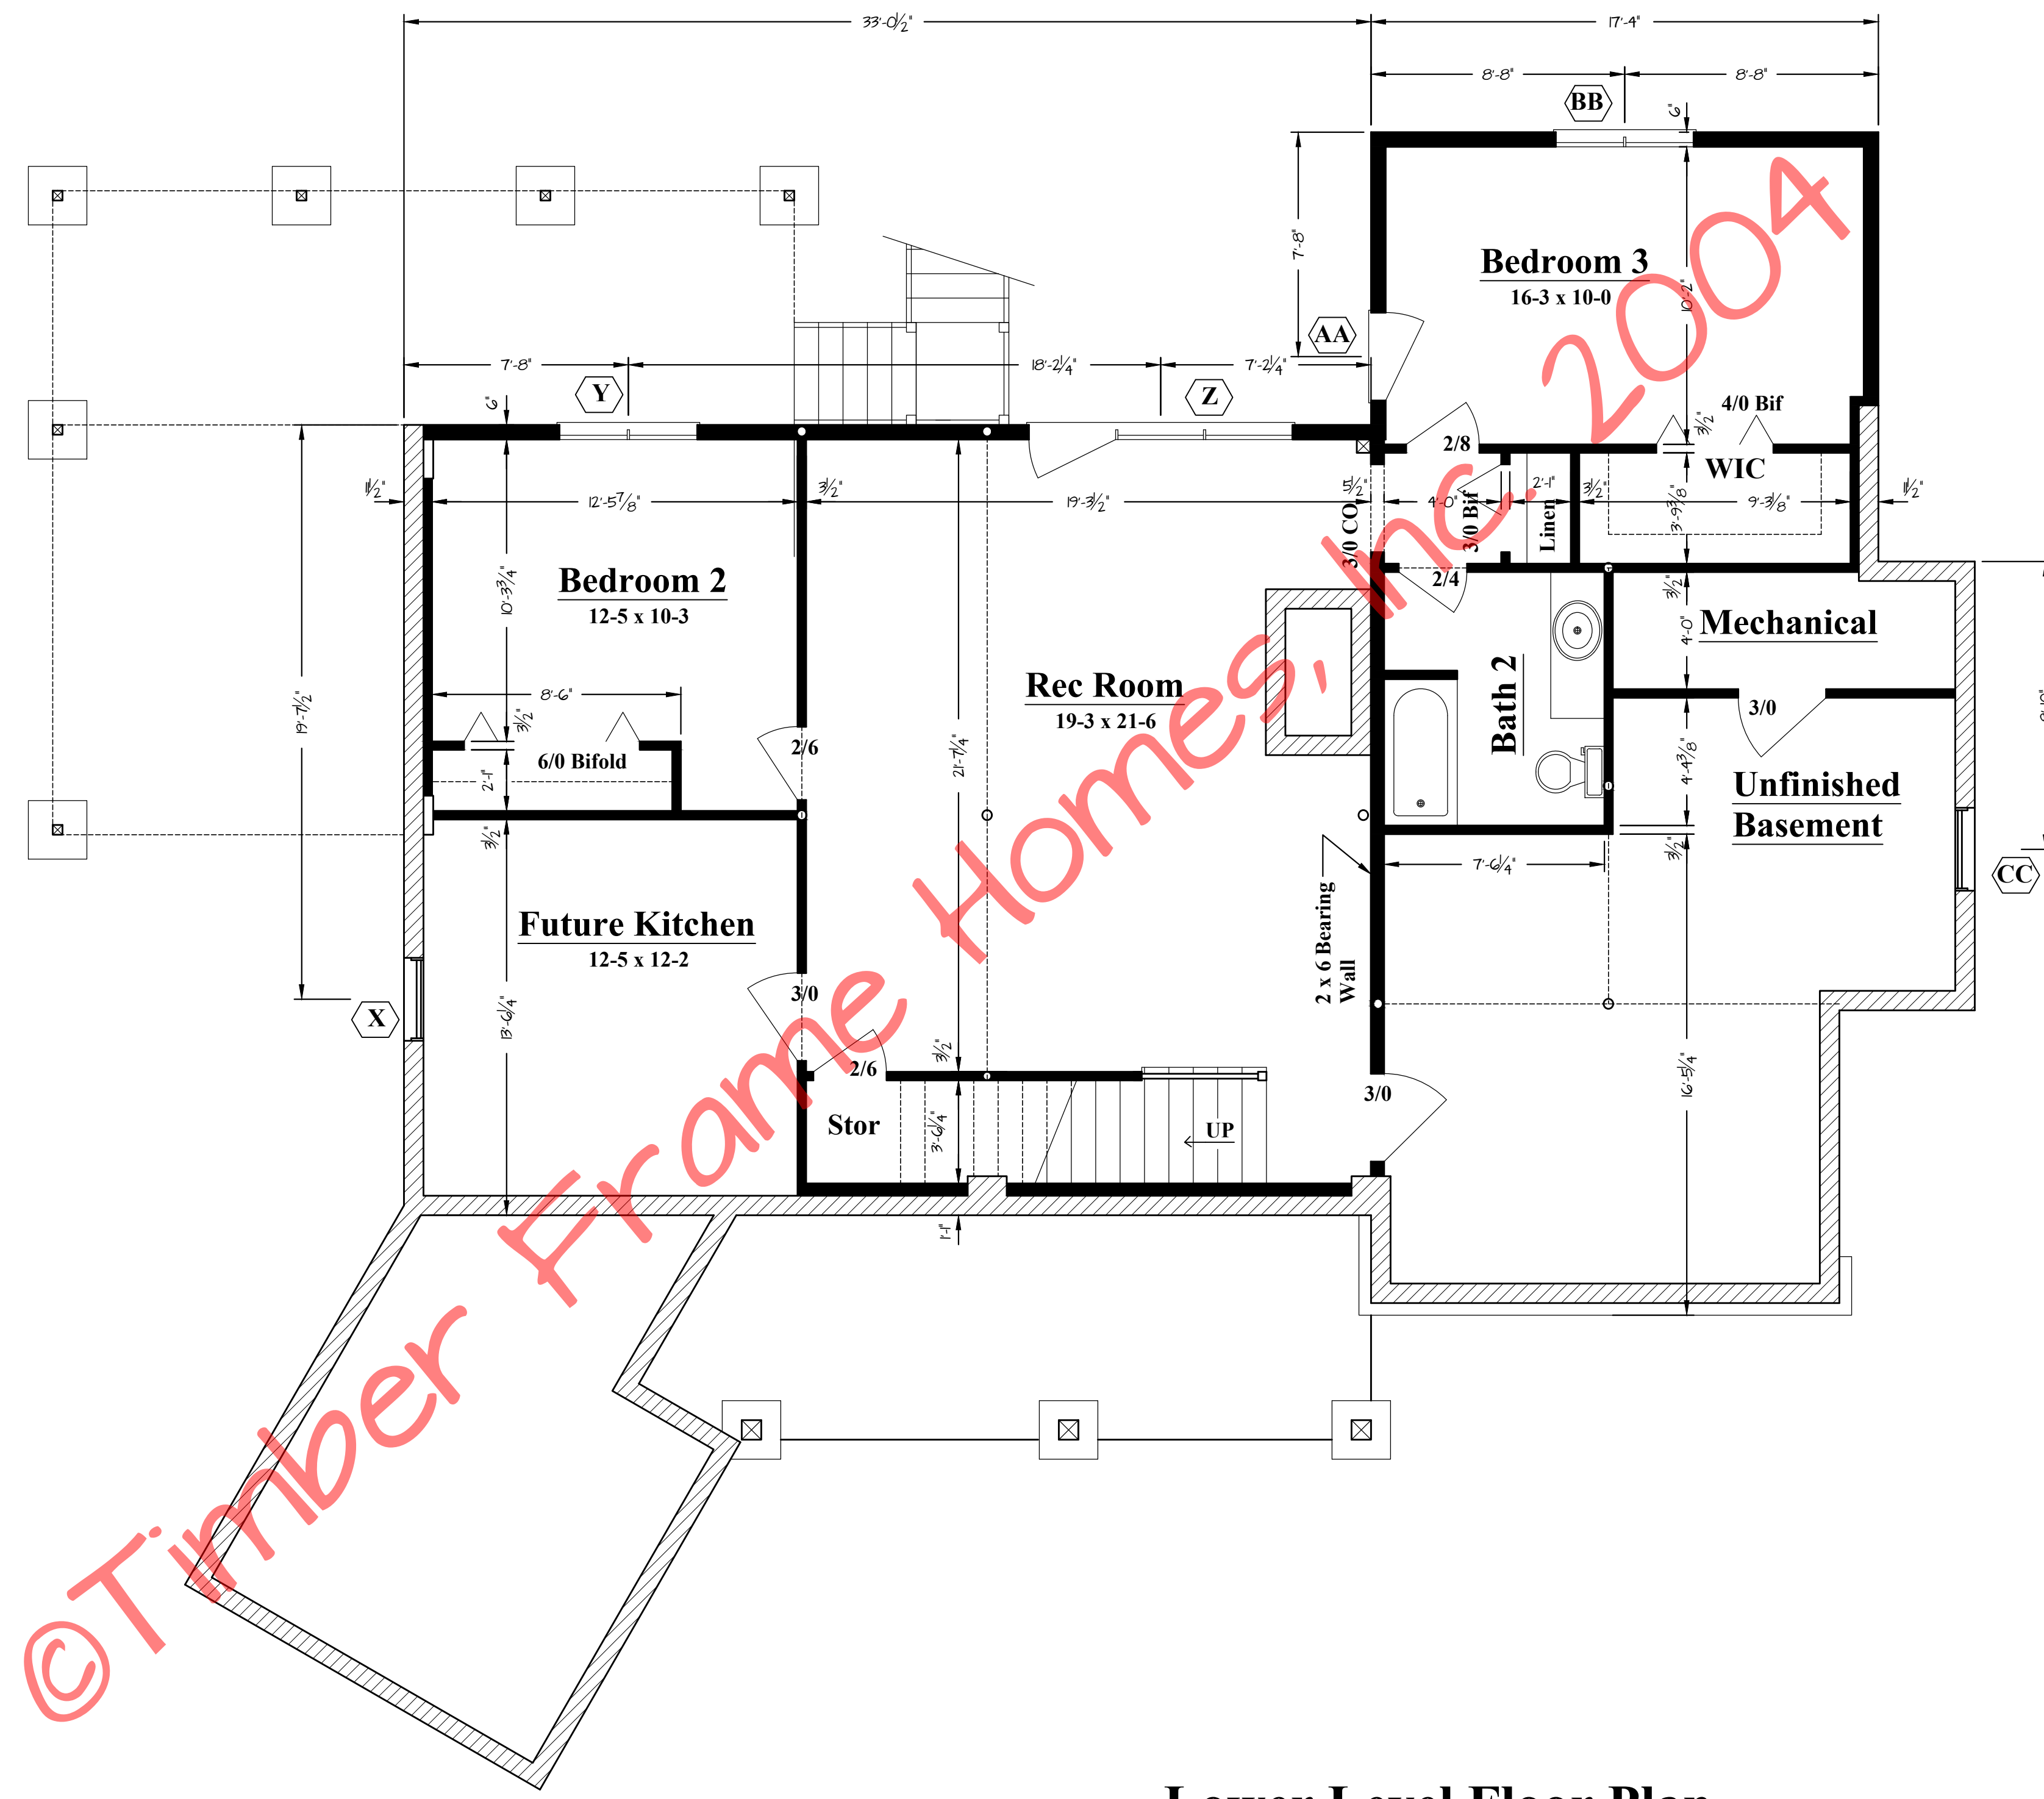 33'-0½"
17'-4"
8'-8"
8'-8"
BB
6"
7'-8"
Bedroom 3
16-3 x 10-0
10'-2"
AA
7'-8"
18'-2¼"
7'-2¼"
Y
Z
6"
4/0 Bif
3½"
2/8
WIC
1½"
12'-5⅞"
3½"
19'-3½"
5½"
4'-0"
2'-1"
3½"
9'-3⅜"
1½"
3'-9⅜"
3/0 CO
3/0 Bif
Linen
2/4
3½"
Bedroom 2
12-5 x 10-3
10'-3¾"
4'-0"
Mechanical
19'-7½"
8'-6"
3½"
Rec Room
19-3 x 21-6
Bath 2
3/0
2/6
6/0 Bifold
2'-1"
21'-7¼"
4'-4⅜"
Unfinished
Basement
3½"
3½"
7'-6¼"
CC
Future Kitchen
12-5 x 12-2
2 x 6 Bearing
Wall
3/0
X
13'-6¼"
3½"
2/6
3/0
16'-5¼"
Stor
3'-6¼"
UP
1'-1"
©Timber Frame Homes, Inc. 2004
Lower Level Floor Plan